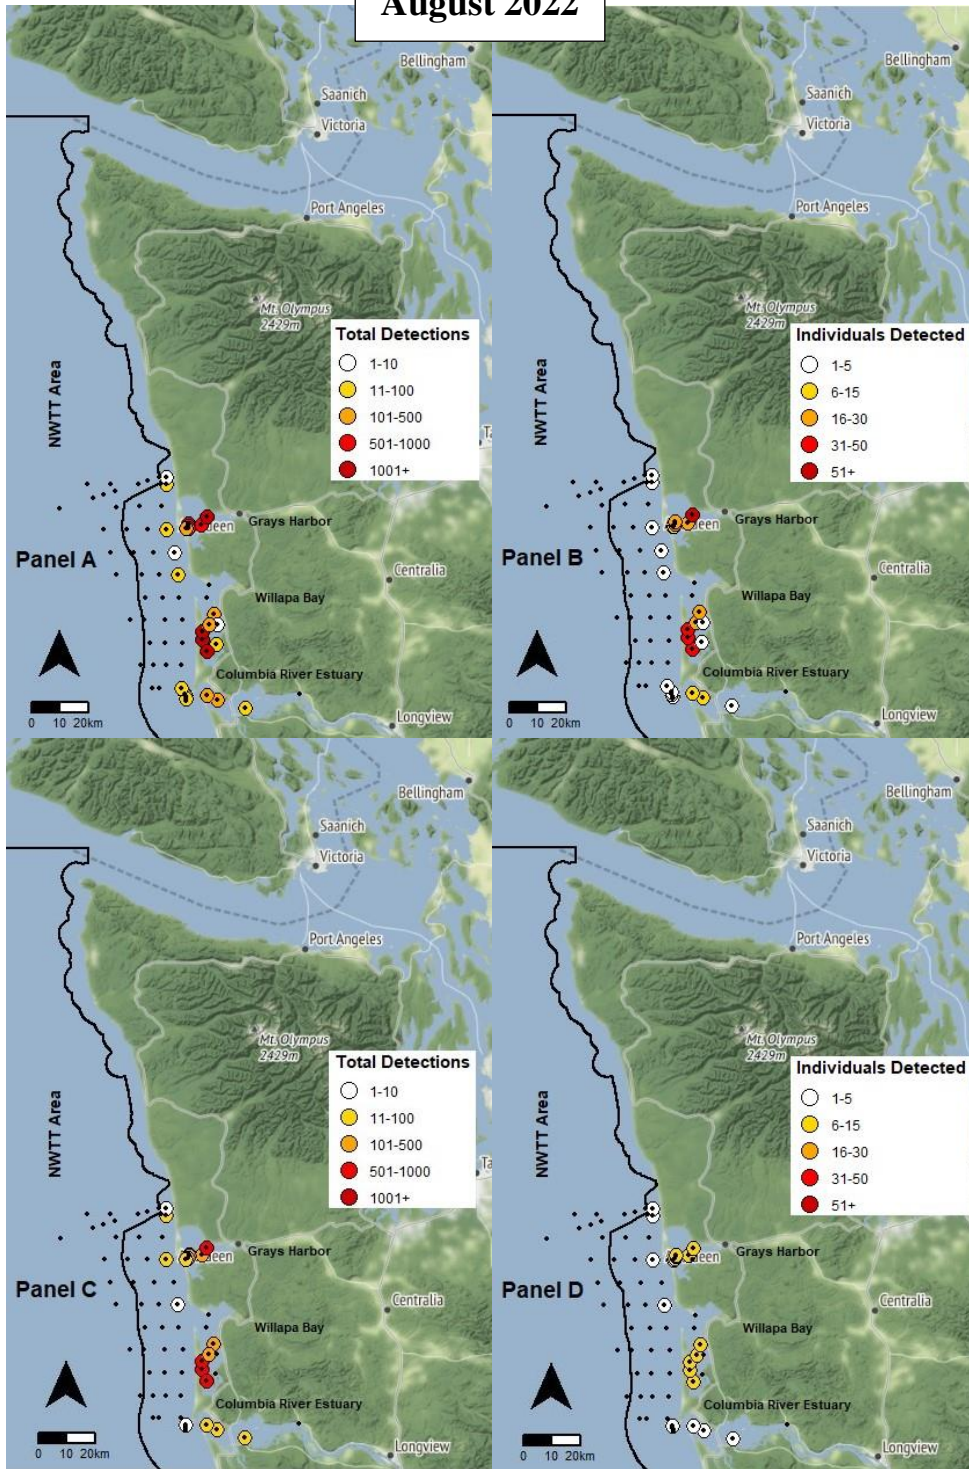 August 2022
Bellingham
Saanich
Victoria
Port Angeles
Mt. Olympus
2429m
Total Detections
1-10
11-100
101-500
501-1000
1001+
NWTT Area
Grays Harbor
deen
Panel A
Centralia
Willapa Bay
Columbia River Estuary
0 10 20km
Longview
Ta
Bellingham
Saanich
Victoria
Port Angeles
Mt. Olympus
2429m
Individuals Detected
1-5
6-15
16-30
31-50
51+
NWTT Area
Grays Harbor
deen
Panel B
Centralia
Willapa Bay
Columbia River Estuary
0 10 20km
Longview
Bellingham
Saanich
Victoria
Port Angeles
Mt. Olympus
2429m
Total Detections
1-10
11-100
101-500
501-1000
1001+
NWTT Area
Ta
Grays Harbor
deen
Panel C
Centralia
Willapa Bay
Columbia River Estuary
0 10 20km
Longview
Bellingham
Saanich
Victoria
Port Angeles
Mt. Olympus
2429m
Individuals Detected
1-5
6-15
16-30
31-50
51+
NWTT Area
Grays Harbor
deen
Panel D
Centralia
Willapa Bay
Columbia River Estuary
0 10 20km
Longview